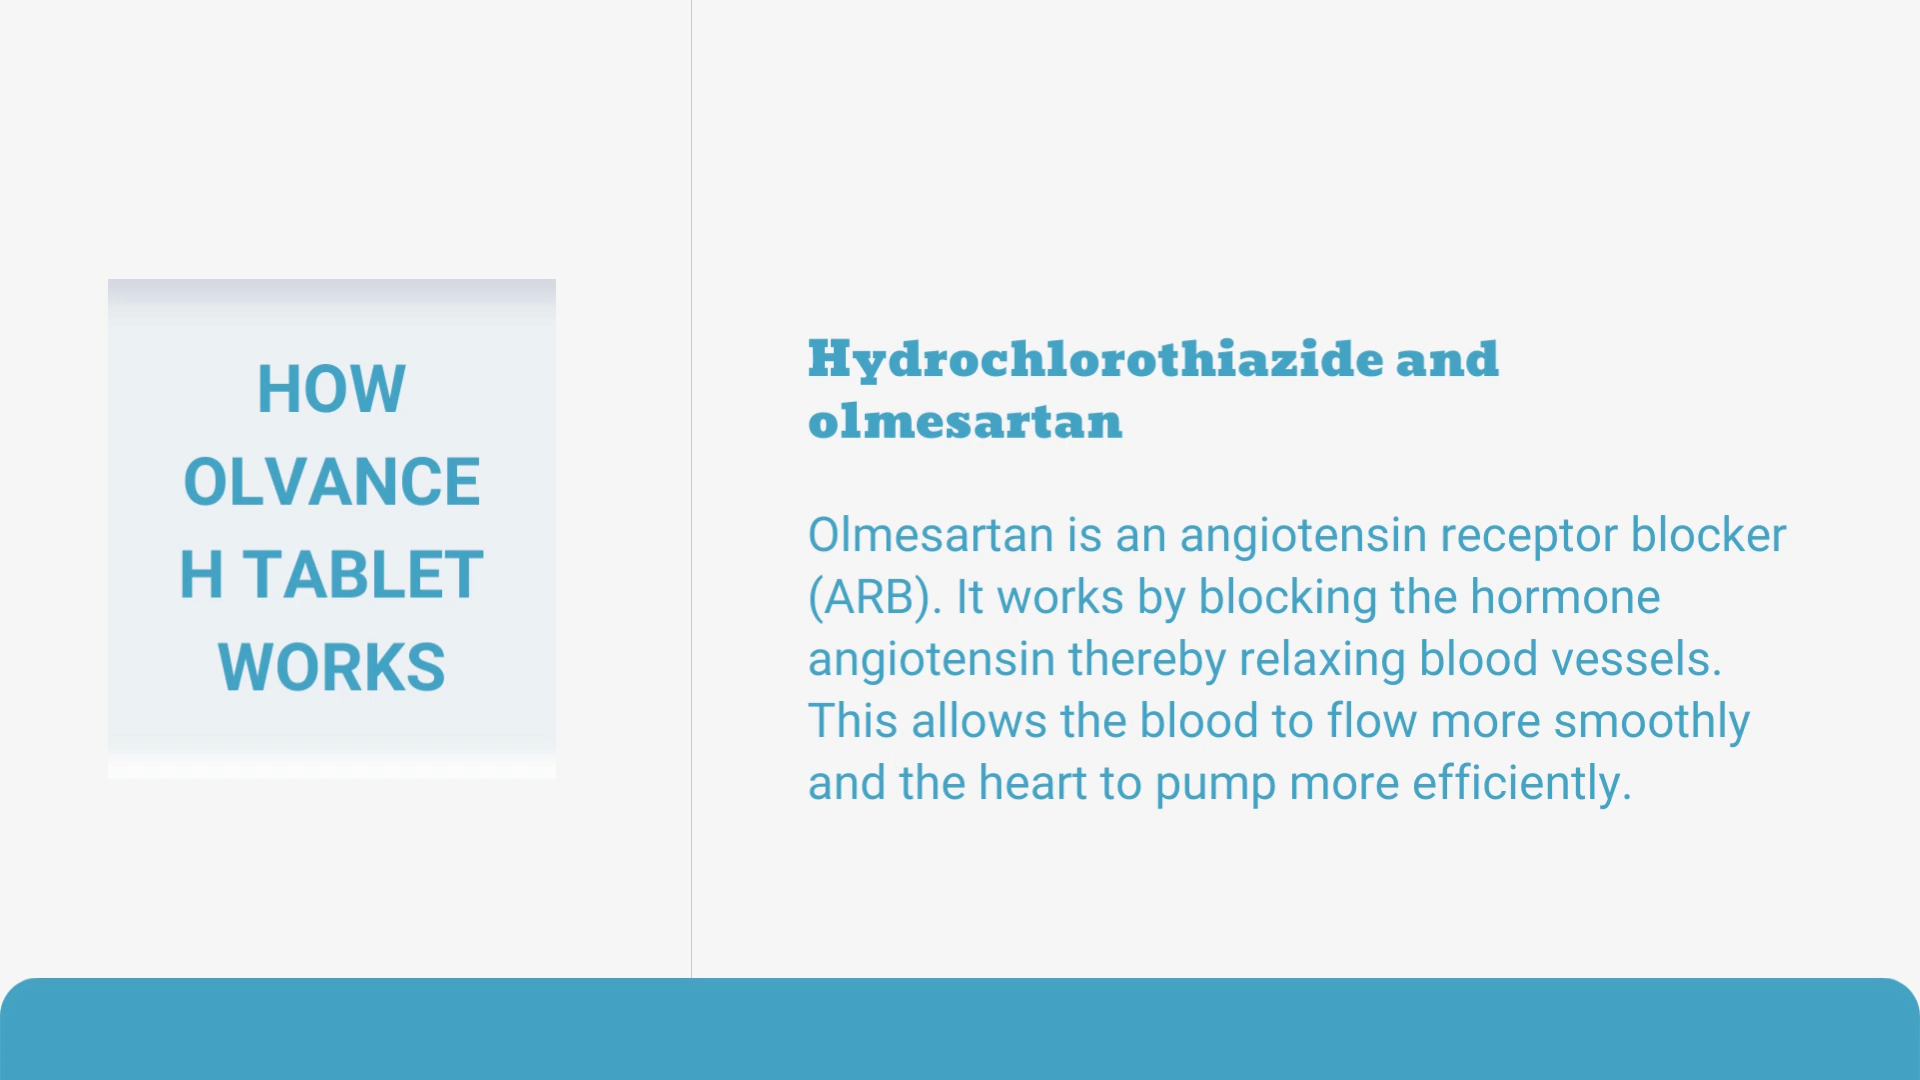 HOW
OLVANCE
H TABLET
WORKS
Hydrochlorothiazide and
olmesartan
Olmesartan is an angiotensin receptor blocker
(ARB). It works by blocking the hormone
angiotensin thereby relaxing blood vessels.
This allows the blood to flow more smoothly
and the heart to pump more efficiently.